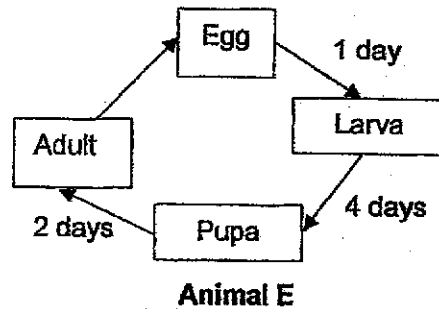 Egg
1 day
Larva
Adult
4 days
2 days
Pupa
Animal E